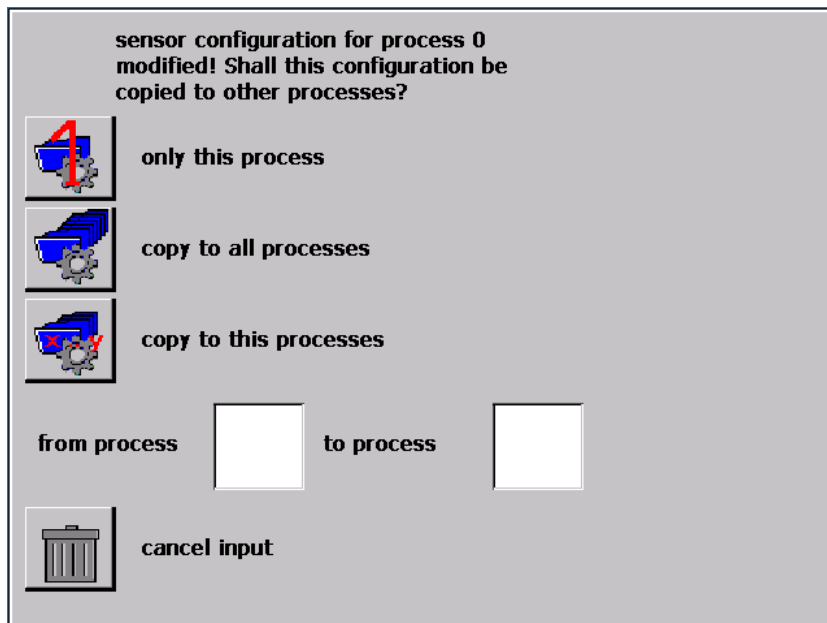 sensor configuration for process 0
modified! Shall this configuration be
copied to other processes?
1
only this process
copy to all processes
x y
copy to this processes
from process to process
cancel input